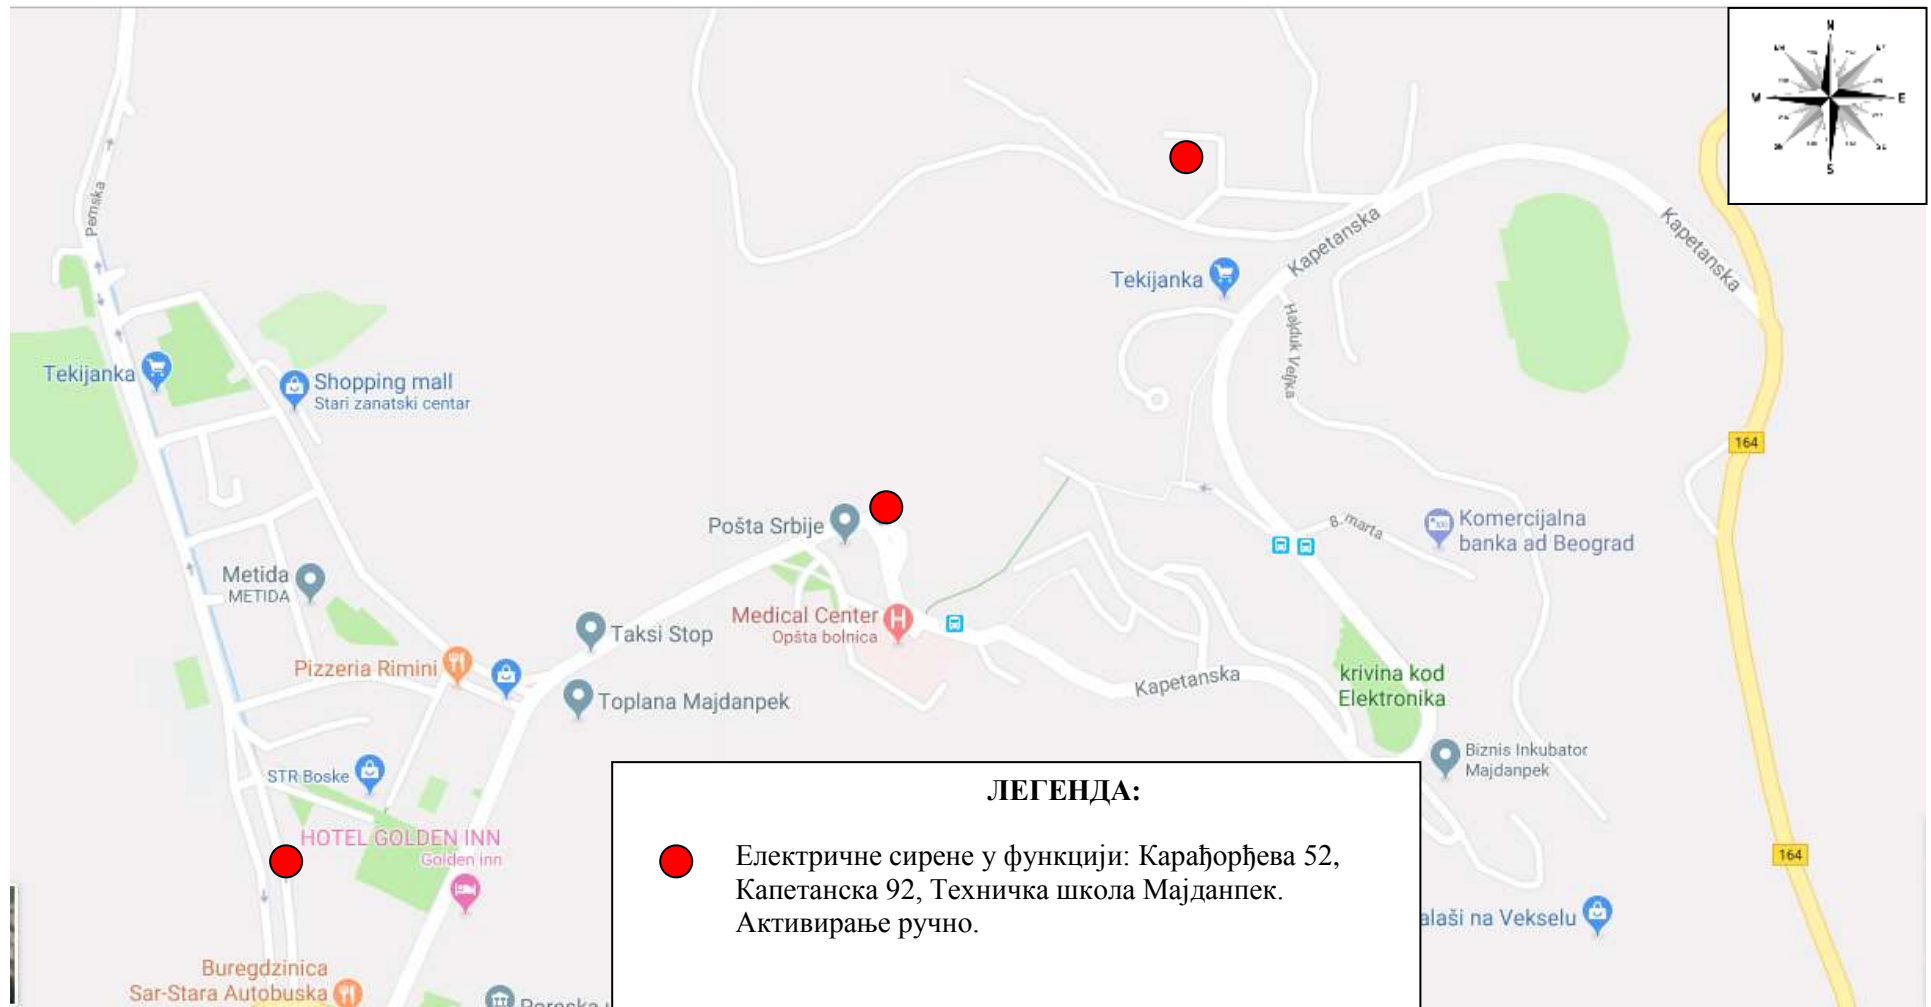 N
W
E
S
Pemska
Kapetanska
Kapetanska
Tekijanka
Hajduk Veljka
Tekijanka
Shopping mall
Stari zanatski centar
164
Pošta Srbije
8. marta
Komercijalna
banka ad Beograd
Metida
METIDA
Medical Center
Opšta bolnica
Taksi Stop
Pizzeria Rimini
Kapetanska
krivina kod
Elektronika
Toplana Majdanpek
Biznis Inkubator
Majdanpek
STR Boske
ЛЕГЕНДА:
HOTEL GOLDEN INN
Golden inn
Електричне сирене у функцији: Карађорђева 52,
Капетанска 92, Техничка школа Мајданпек.
Активирање ручно.
164
alaši na Vekselu
Buregdzinica
Sar-Stara Autobuska